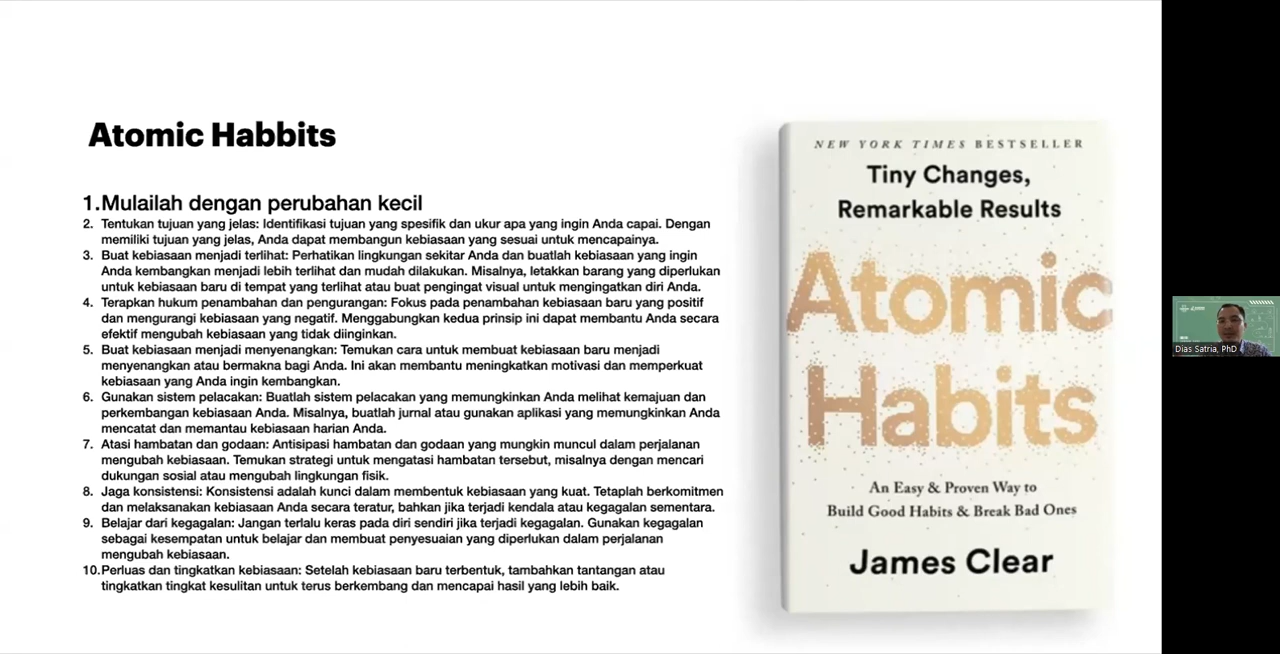 Atomic Habbits
1.Mulailah dengan perubahan kecil
2. Tentukan tujuan yang jelas: Identifikasi tujuan yang spesifik dan ukur apa yang ingin Anda capai. Dengan
memiliki tujuan yang jelas, Anda dapat membangun kebiasaan yang sesuai untuk mencapainya.
3. Buat kebiasaan menjadi terlihat: Perhatikan lingkungan sekitar Anda dan buatlah kebiasaan yang ingin
Anda kembangkan menjadi lebih terlihat dan mudah dilakukan. Misalnya, letakkan barang yang diperlukan
untuk kebiasaan baru di tempat yang terlihat atau buat pengingat visual untuk mengingatkan diri Anda.
4. Terapkan hukum penambahan dan pengurangan: Fokus pada penambahan kebiasaan baru yang positif
dan mengurangi kebiasaan yang negatif. Menggabungkan kedua prinsip ini dapat membantu Anda secara
efektif mengubah kebiasaan yang tidak diinginkan.
5. Buat kebiasaan menjadi menyenangkan: Temukan cara untuk membuat kebiasaan baru menjadi
menyenangkan atau bermakna bagi Anda. Ini akan membantu meningkatkan motivasi dan memperkuat
kebiasaan yang Anda ingin kembangkan.
6. Gunakan sistem pelacakan: Buatlah sistem pelacakan yang memungkinkan Anda melihat kemajuan dan
perkembangan kebiasaan Anda. Misalnya, buatlah jurnal atau gunakan aplikasi yang memungkinkan Anda
mencatat dan memantau kebiasaan harian Anda.
7. Atasi hambatan dan godaan: Antisipasi hambatan dan godaan yang mungkin muncul dalam perjalanan
mengubah kebiasaan. Temukan strategi untuk mengatasi hambatan tersebut, misalnya dengan mencari
dukungan sosial atau mengubah lingkungan fisik.
8. Jaga konsistensi: Konsistensi adalah kunci dalam membentuk kebiasaan yang kuat. Tetaplah berkomitmen
dan melaksanakan kebiasaan Anda secara teratur, bahkan jika terjadi kendala atau kegagalan sementara.
9. Belajar dari kegagalan: Jangan terlalu keras pada diri sendiri jika terjadi kegagalan. Gunakan kegagalan
sebagai kesempatan untuk belajar dan membuat penyesuaian yang diperlukan dalam perjalanan
mengubah kebiasaan.
10.Perluas dan tingkatkan kebiasaan: Setelah kebiasaan baru terbentuk, tambahkan tantangan atau
tingkatkan tingkat kesulitan untuk terus berkembang dan mencapai hasil yang lebih baik.
NEW YORK TIMES BESTSELLER
Tiny Changes,
Remarkable Results
Atomic
Habits
An Easy & Proven Way to
Build Good Habits & Break Bad Ones
James Clear
Dias Satria, PhD